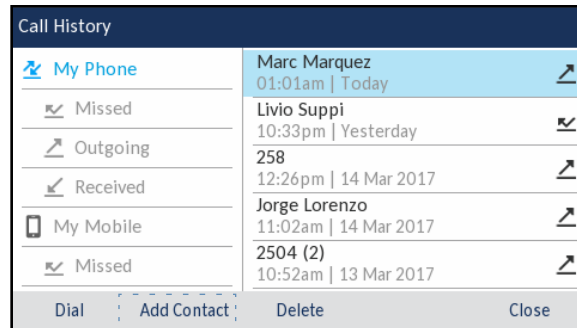 Call History
My Phone
Missed
Outgoing
Received
My Mobile
Missed
Marc Marquez
01:01am | Today
Livio Suppi
10:33pm | Yesterday
258
12:26pm | 14 Mar 2017
Jorge Lorenzo
11:02am | 14 Mar 2017
2504 (2)
10:52am | 13 Mar 2017
Dial Add Contact Delete Close